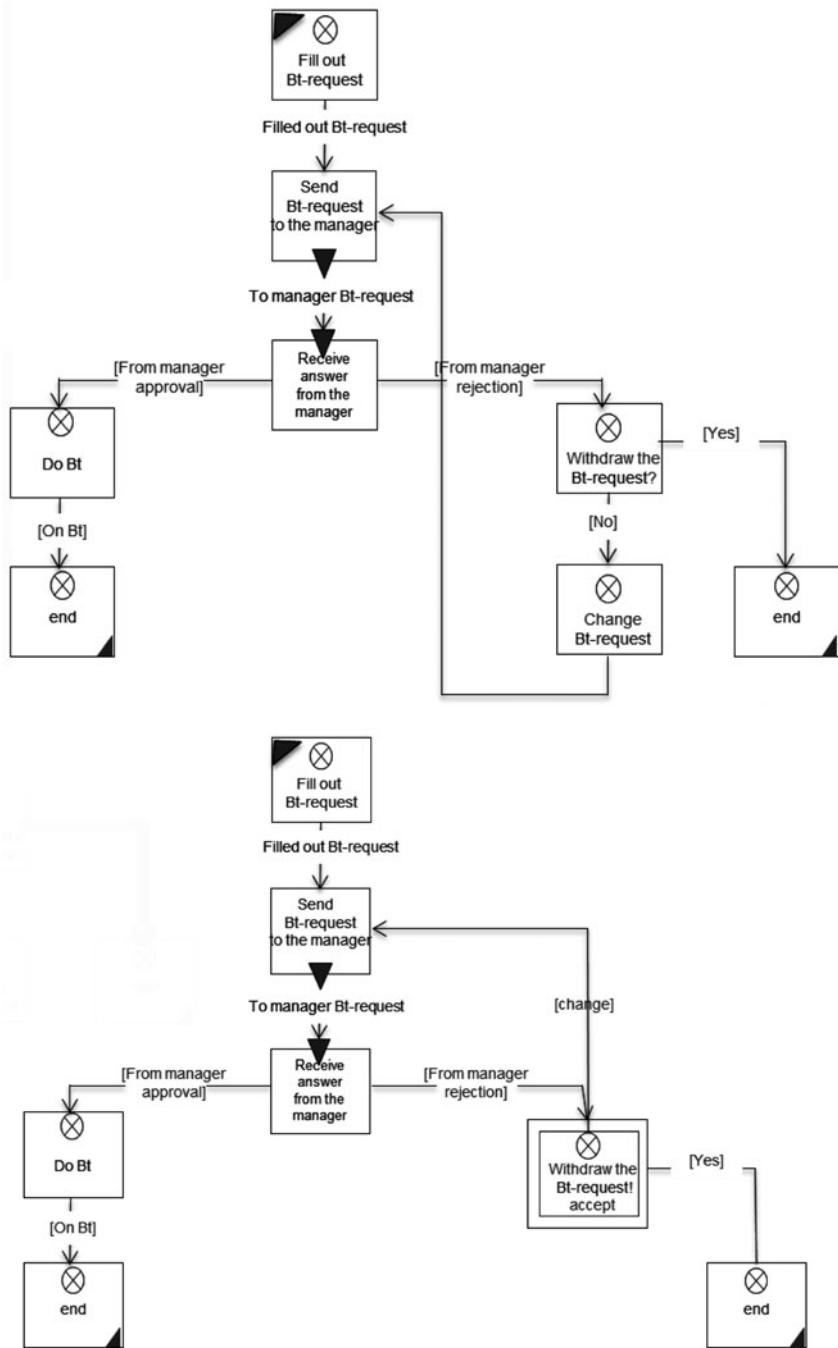 Fill out
Bt-request
Filled out Bt-request
Send
Bt-request
to the manager
To manager Bt-request
[From manager
approval]
Receive
answer
from the
manager
[From manager
rejection]
Do Bt
Withdraw the
Bt-request?
[Yes]
[On Bt]
[No]
end
Change
Bt-request
end
Fill out
Bt-request
Filled out Bt-request
Send
Bt-request
to the manager
To manager Bt-request
[change]
[From manager
approval]
Receive
answer
from the
manager
[From manager
rejection]
Do Bt
Withdraw the
Bt-request!
accept
[Yes]
[On Bt]
end
end